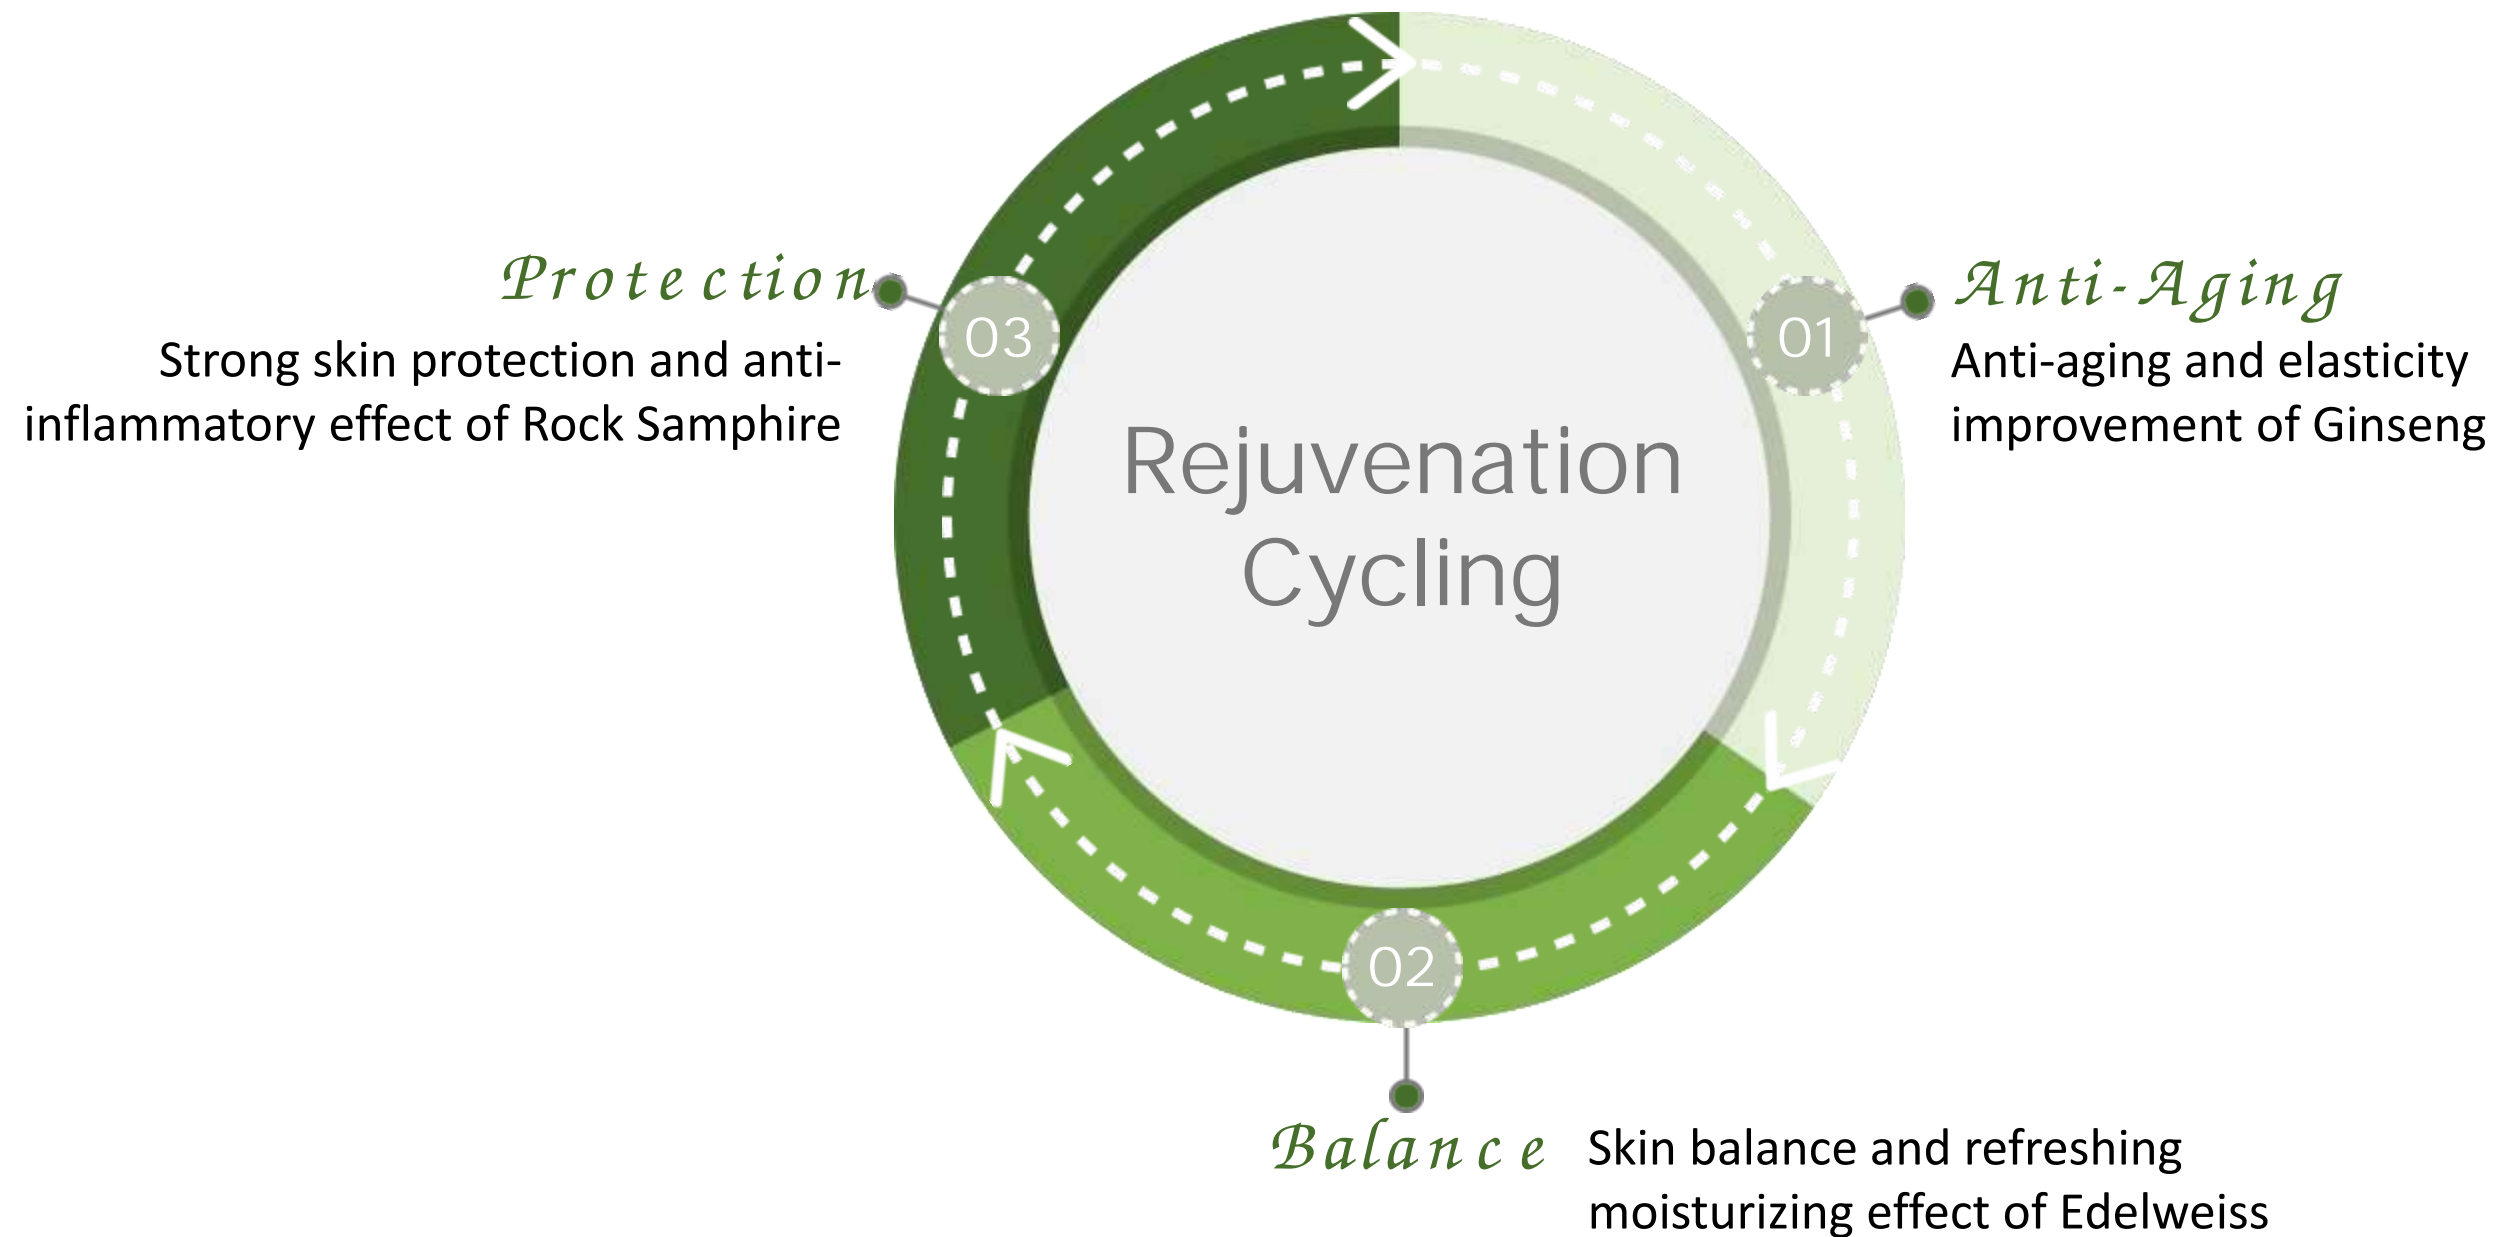 Rejuvenation
Cycling
01
Anti-Aging
Anti-aging and elasticity
improvement of Ginseng
02
Balance
Skin balance and refreshing
moisturizing effect of Edelweiss
03
Protection
Strong skin protection and anti-
inflammatory effect of Rock Samphire